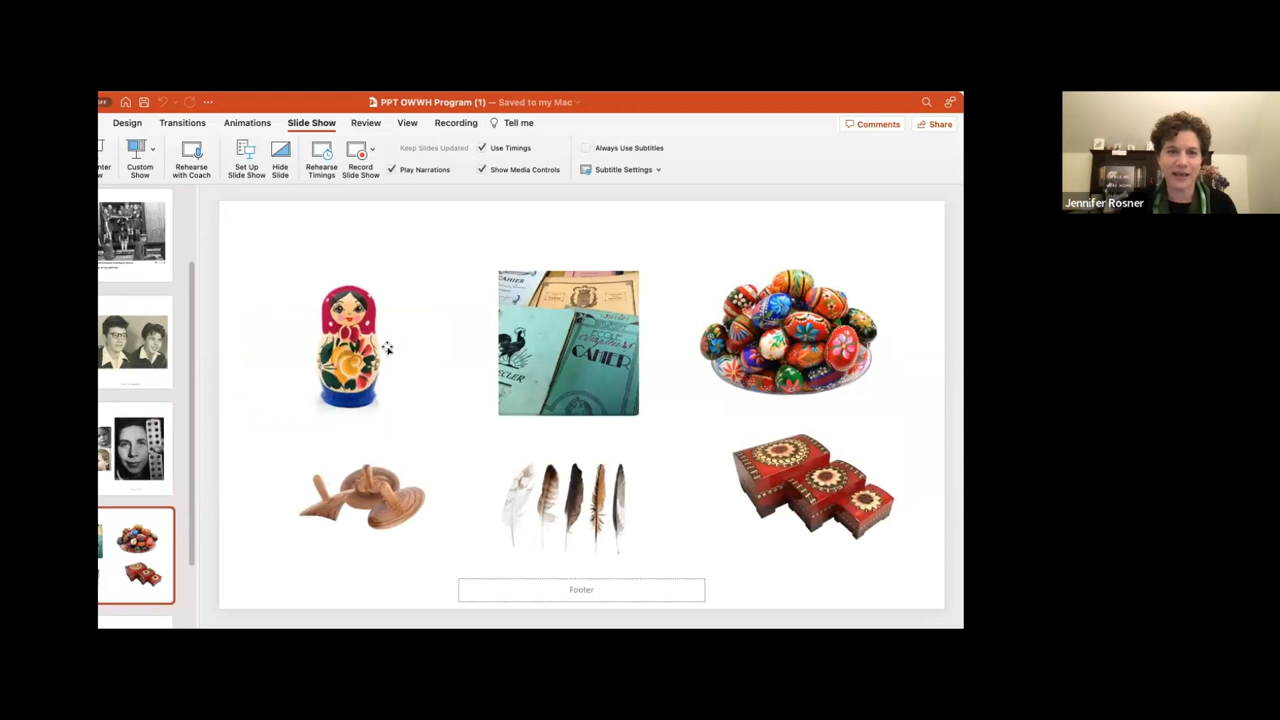 OFF
PPT OWWH Program (1) — Saved to my Mac
Design Transitions Animations Slide Show Review View Recording Tell me
Comments Share
Custom Show
Rehearse with Coach
Set Up Slide Show
Hide Slide
Rehearse Timings
Record Slide Show
Keep Slides Updated
Use Timings
Play Narrations
Show Media Controls
Always Use Subtitles
Subtitle Settings
Jennifer Rosner
CAHIER
CAHIER
Footer